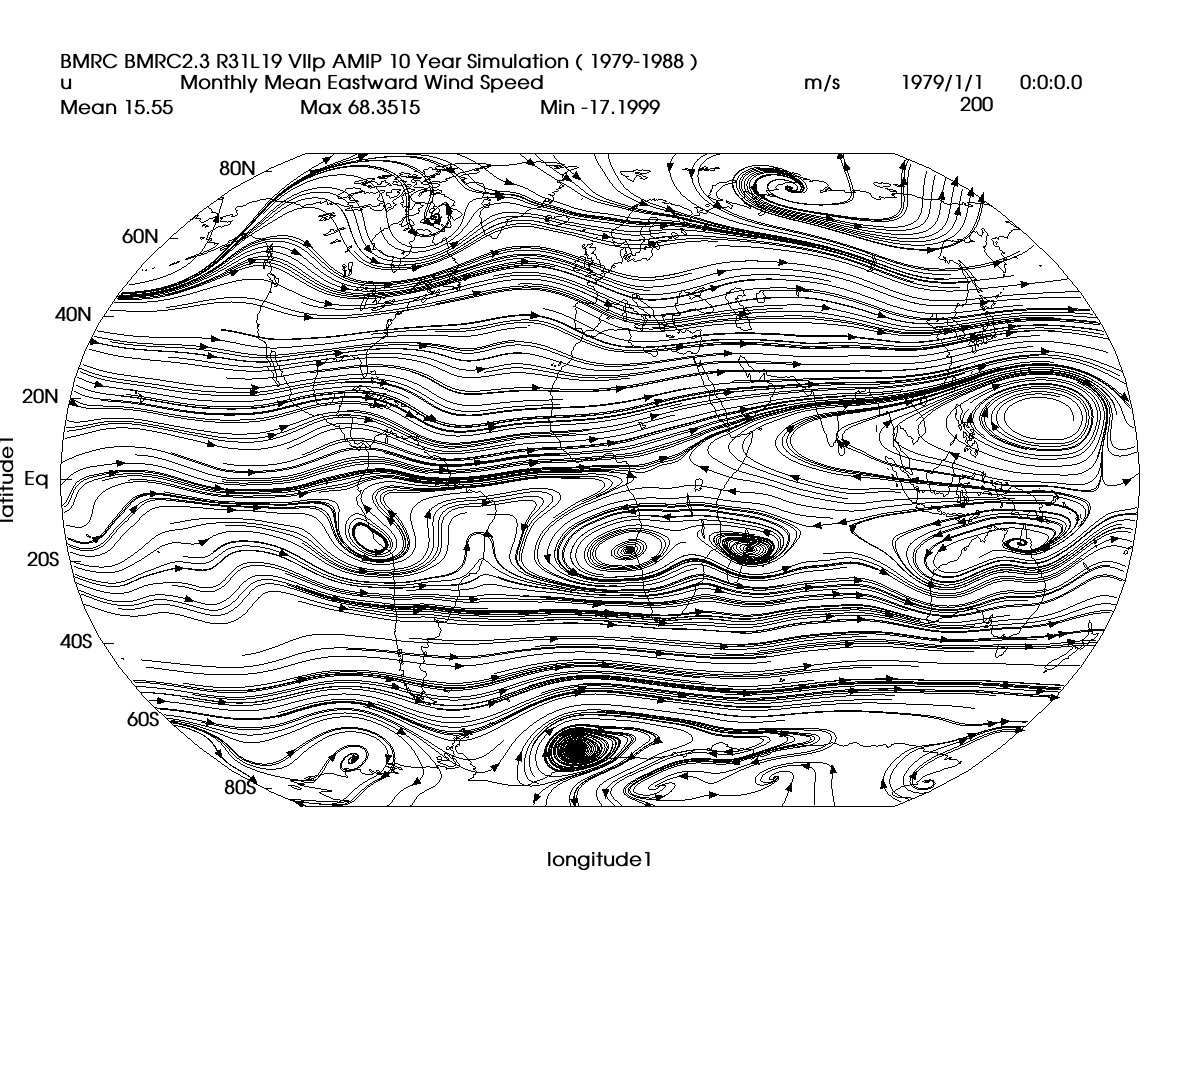 BMRC BMRC2.3 R31L19 VIIp AMIP 10 Year Simulation ( 1979-1988 )
u Monthly Mean Eastward Wind Speed m/s 1979/1/1 0:0:0.0
Mean 15.55 Max 68.3515 Min -17.1999 200
80N
60N
40N
20N
Eq
20S
40S
60S
80S
latitude1
longitude1